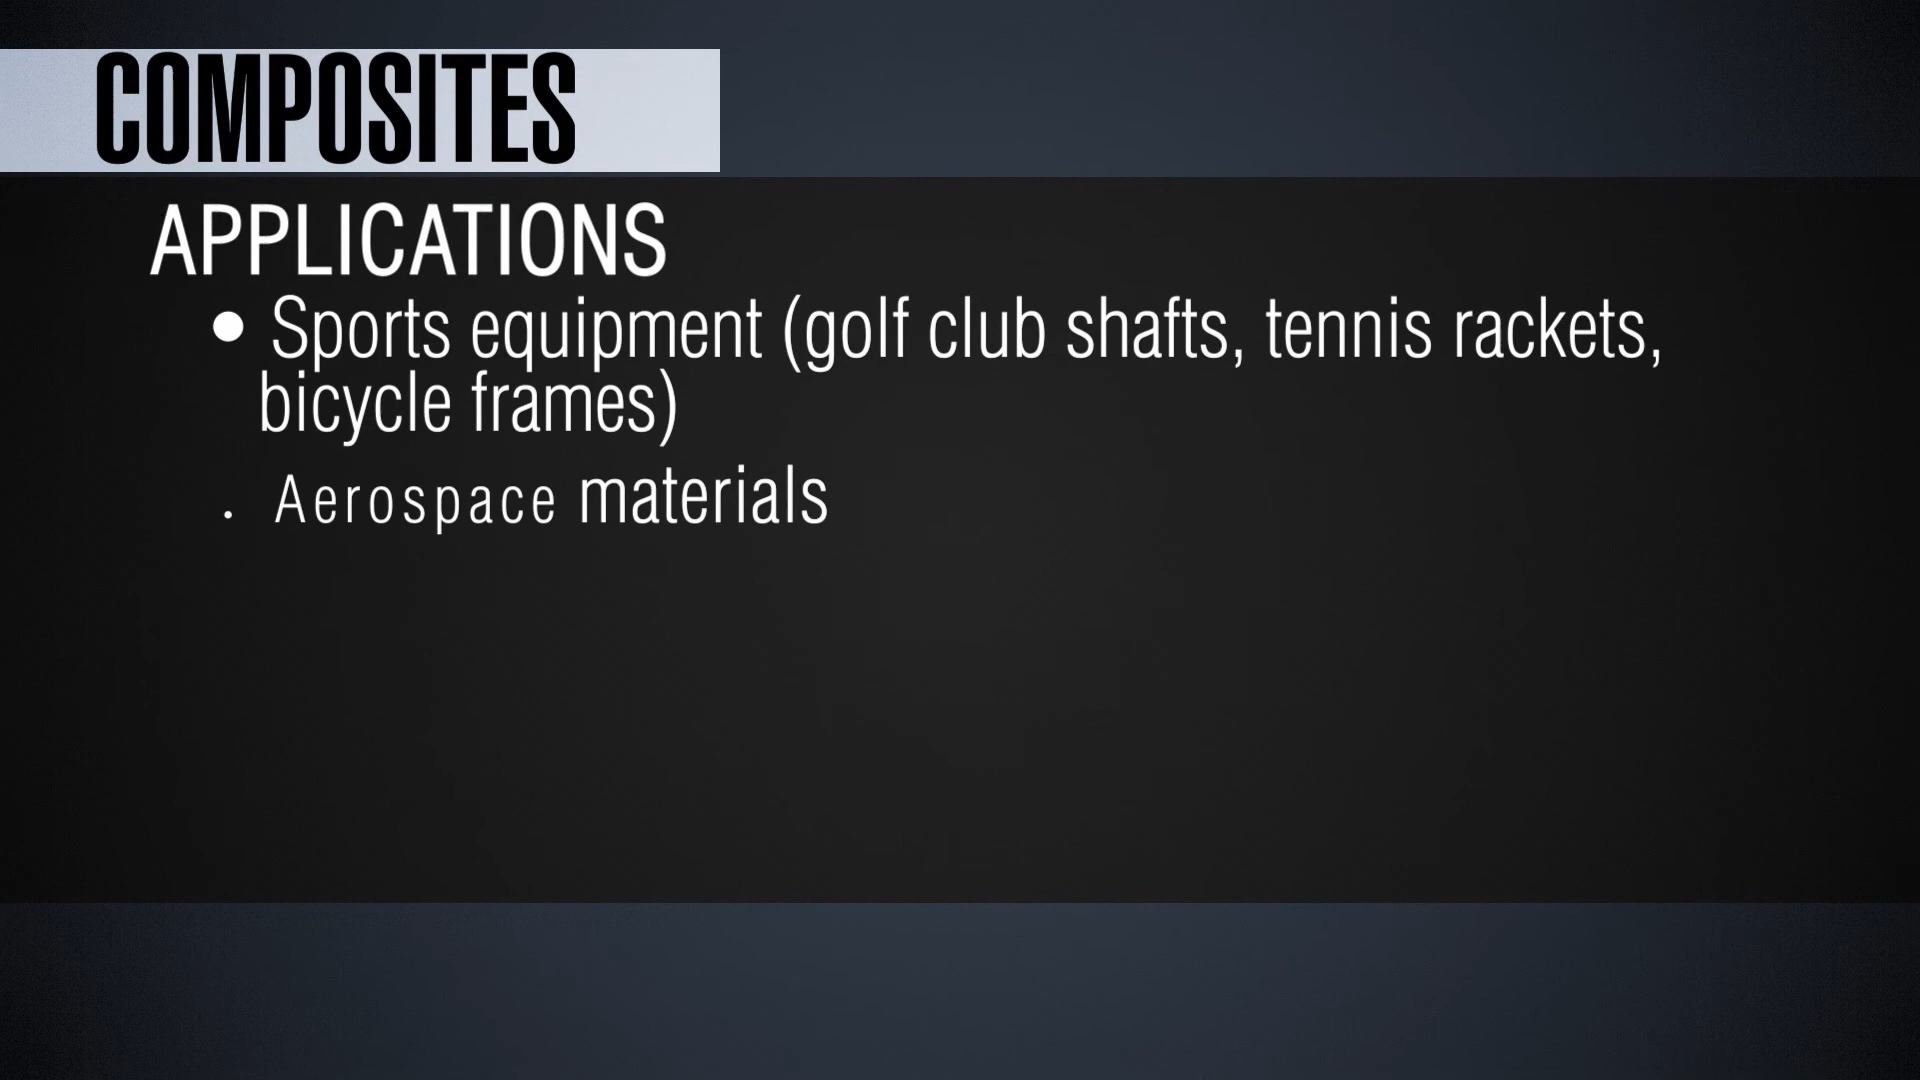 COMPOSITES
APPLICATIONS
• Sports equipment (golf club shafts, tennis rackets,
bicycle frames)
. Aerospace materials